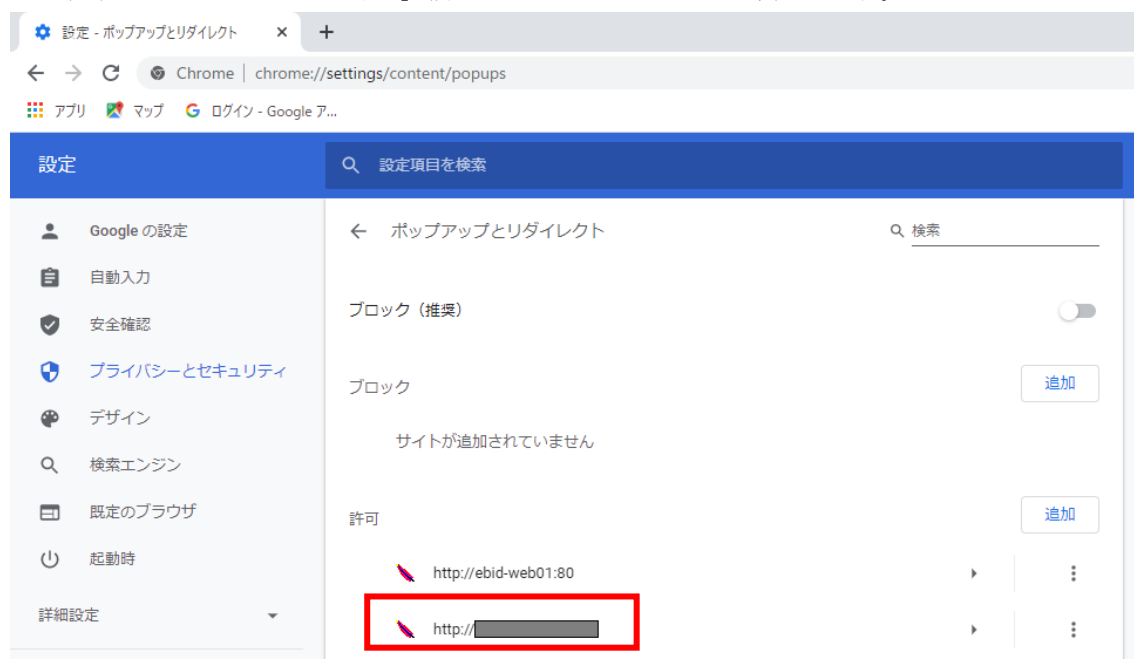 設定 - ポップアップとリダイレクト
Chrome | chrome://settings/content/popups
アプリ マップ ログイン - Google ア...
設定
設定項目を検索
Google の設定
自動入力
安全確認
プライバシーとセキュリティ
デザイン
検索エンジン
既定のブラウザ
起動時
詳細設定
ポップアップとリダイレクト
検索
ブロック（推奨）
ブロック
追加
サイトが追加されていません
許可
追加
http://ebid-web01:80
http://